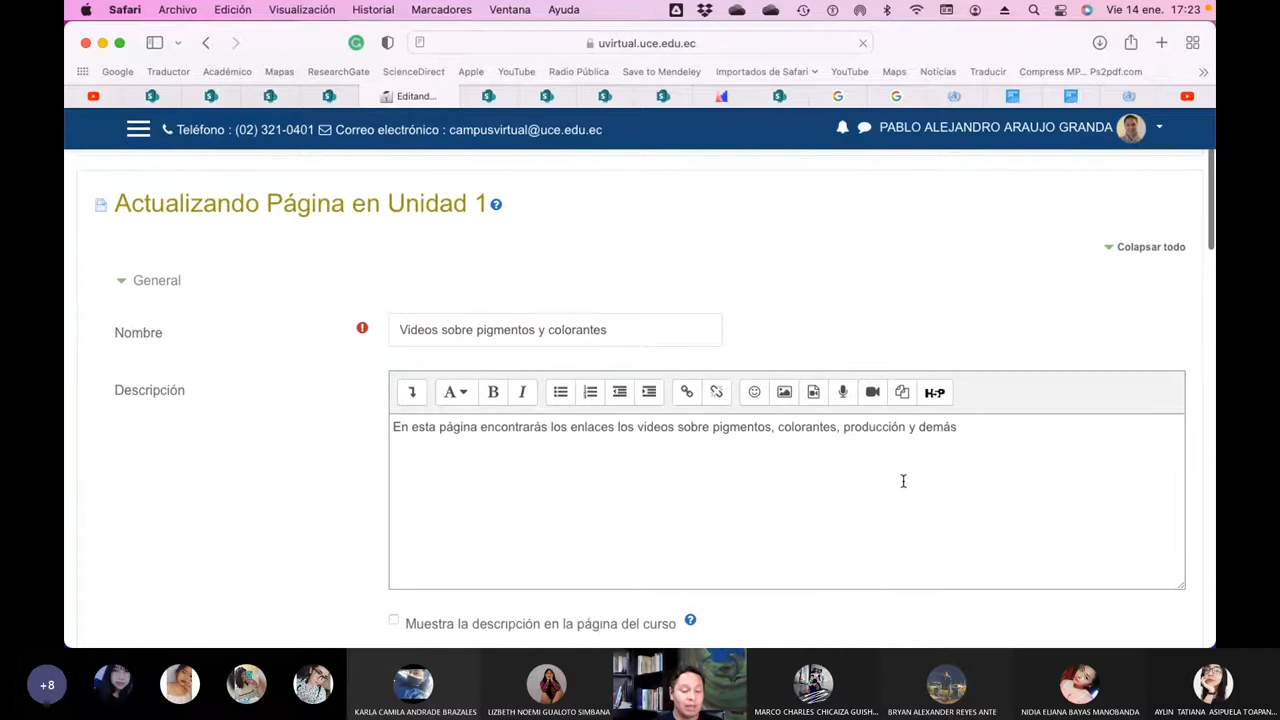 Safari Archivo Edición Visualización Historial Marcadores Ventana Ayuda Vie 14 ene. 17:23
uvirtual.uce.edu.ec
Google Traductor Académico Mapas ResearchGate ScienceDirect Apple YouTube Radio Pública Save to Mendeley Importados de Safari YouTube Maps Noticias Traducir Compress MP... Ps2pdf.com
Editand...
Teléfono : (02) 321-0401 Correo electrónico : campusvirtual@uce.edu.ec PABLO ALEJANDRO ARAUJO GRANDA
Actualizando Página en Unidad 1
Colapsar todo
General
Nombre
Videos sobre pigmentos y colorantes
Descripción
A B I H-P
En esta página encontrarás los enlaces los videos sobre pigmentos, colorantes, producción y demás
Muestra la descripción en la página del curso
+8 KARLA CAMILA ANDRADE BRAZALES LIZBETH NOEMI GUALOTO SIMBANA MARCO CHARLES CHICAIZA GUISH... BRYAN ALEXANDER REYES ANTE NIDIA ELIANA BAYAS MANOBANDA AYLIN TATIANA ASIPUELA TOAPAN...